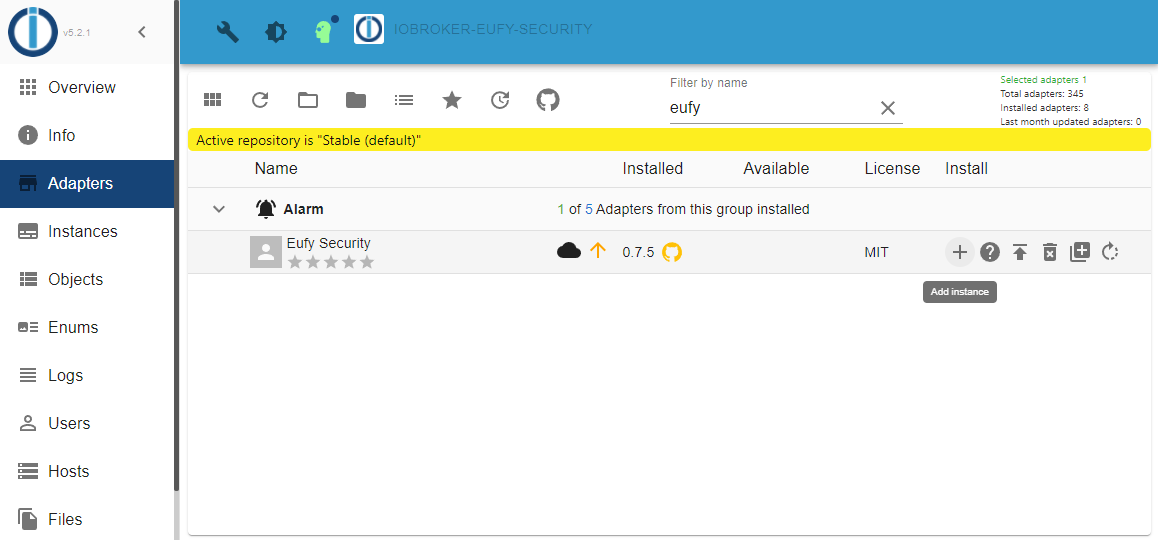 v5.2.1
IOBROKER-EUFY-SECURITY
Overview
Info
Adapters
Instances
Objects
Enums
Logs
Users
Hosts
Files
Filter by name
eufy
Selected adapters 1
Total adapters: 345
Installed adapters: 8
Last month updated adapters: 0
Active repository is "Stable (default)"
Name Installed Available License Install
Alarm 1 of 5 Adapters from this group installed
Eufy Security 0.7.5 MIT
Add instance